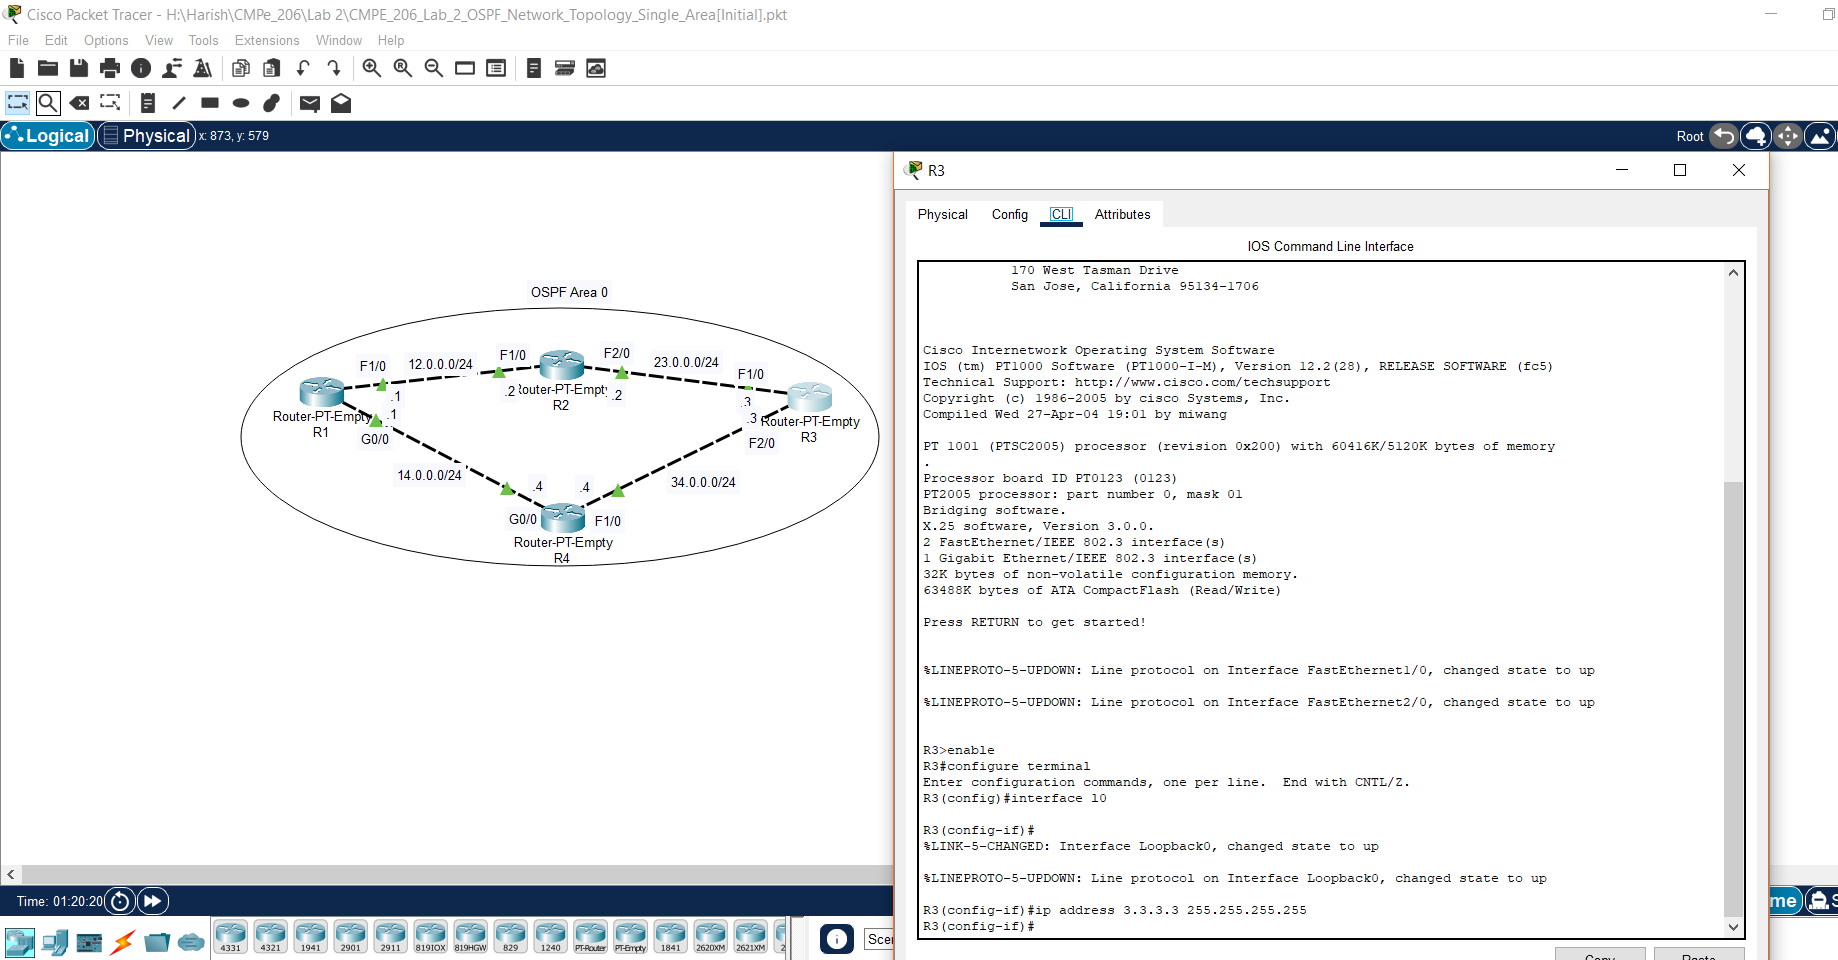 Cisco Packet Tracer - H:\Harish\CMPe_206\Lab 2\CMPE_206_Lab_2_OSPF_Network_Topology_Single_Area[Initial].pkt
File Edit Options View Tools Extensions Window Help
Logical Physical x: 873, y: 579 Root
OSPF Area 0
F1/0 12.0.0.0/24 F1/0 F2/0 23.0.0.0/24 F1/0
.1 .2 Router-PT-Empty .2 .3
R2
Router-PT-Empty .1 .3 Router-PT-Empty
R1 R3
G0/0 F2/0
14.0.0.0/24 34.0.0.0/24
.4 .4
G0/0 F1/0
Router-PT-Empty
R4
R3
Physical Config CLI Attributes
IOS Command Line Interface
170 West Tasman Drive
San Jose, California 95134-1706
Cisco Internetwork Operating System Software
IOS (tm) PT1000 Software (PT1000-I-M), Version 12.2(28), RELEASE SOFTWARE (fc5)
Technical Support: http://www.cisco.com/techsupport
Copyright (c) 1986-2005 by cisco Systems, Inc.
Compiled Wed 27-Apr-04 19:01 by miwang
PT 1001 (PTSC2005) processor (revision 0x200) with 60416K/5120K bytes of memory
.
Processor board ID PT0123 (0123)
PT2005 processor: part number 0, mask 01
Bridging software.
X.25 software, Version 3.0.0.
2 FastEthernet/IEEE 802.3 interface(s)
1 Gigabit Ethernet/IEEE 802.3 interface(s)
32K bytes of non-volatile configuration memory.
63488K bytes of ATA CompactFlash (Read/Write)
Press RETURN to get started!
%LINEPROTO-5-UPDOWN: Line protocol on Interface FastEthernet1/0, changed state to up
%LINEPROTO-5-UPDOWN: Line protocol on Interface FastEthernet2/0, changed state to up
R3>enable
R3#configure terminal
Enter configuration commands, one per line.  End with CNTL/Z.
R3(config)#interface l0
R3(config-if)#
%LINK-5-CHANGED: Interface Loopback0, changed state to up
%LINEPROTO-5-UPDOWN: Line protocol on Interface Loopback0, changed state to up
R3(config-if)#ip address 3.3.3.3 255.255.255.255
R3(config-if)#
Copy Paste
Time: 01:20:20 me S
4331 4321 1941 2901 2911 819IOX 819HGW 829 1240 PT-Router PT-Empty 1841 2620XM 2621XM 2
Scen